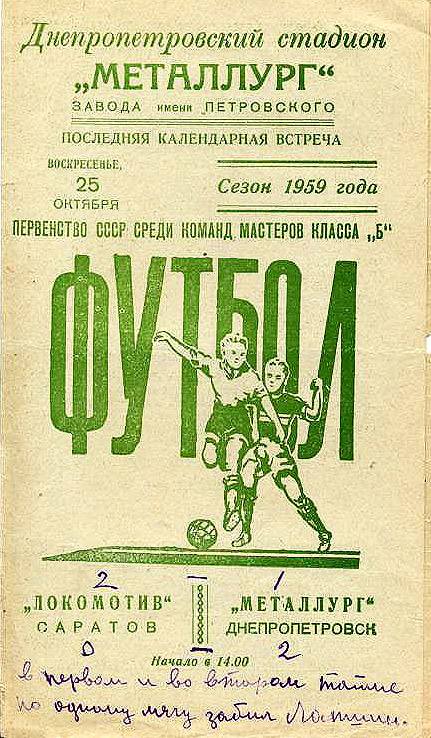 Днепропетровский стадион
„МЕТАЛЛУРГ“
ЗАВОДА имени ПЕТРОВСКОГО
ПОСЛЕДНЯЯ КАЛЕНДАРНАЯ ВСТРЕЧА
ВОСКРЕСЕНЬЕ,
25
ОКТЯБРЯ
Сезон 1959 года
ПЕРВЕНСТВО СССР СРЕДИ КОМАНД МАСТЕРОВ КЛАССА „Б“
ФУТБОЛ
2 – 1
„ЛОКОМОТИВ“ „МЕТАЛЛУРГ“
САРАТОВ ДНЕПРОПЕТРОВСК
0 – 2
Начало в 14.00
в первом и во втором тайме
по одному мячу забил